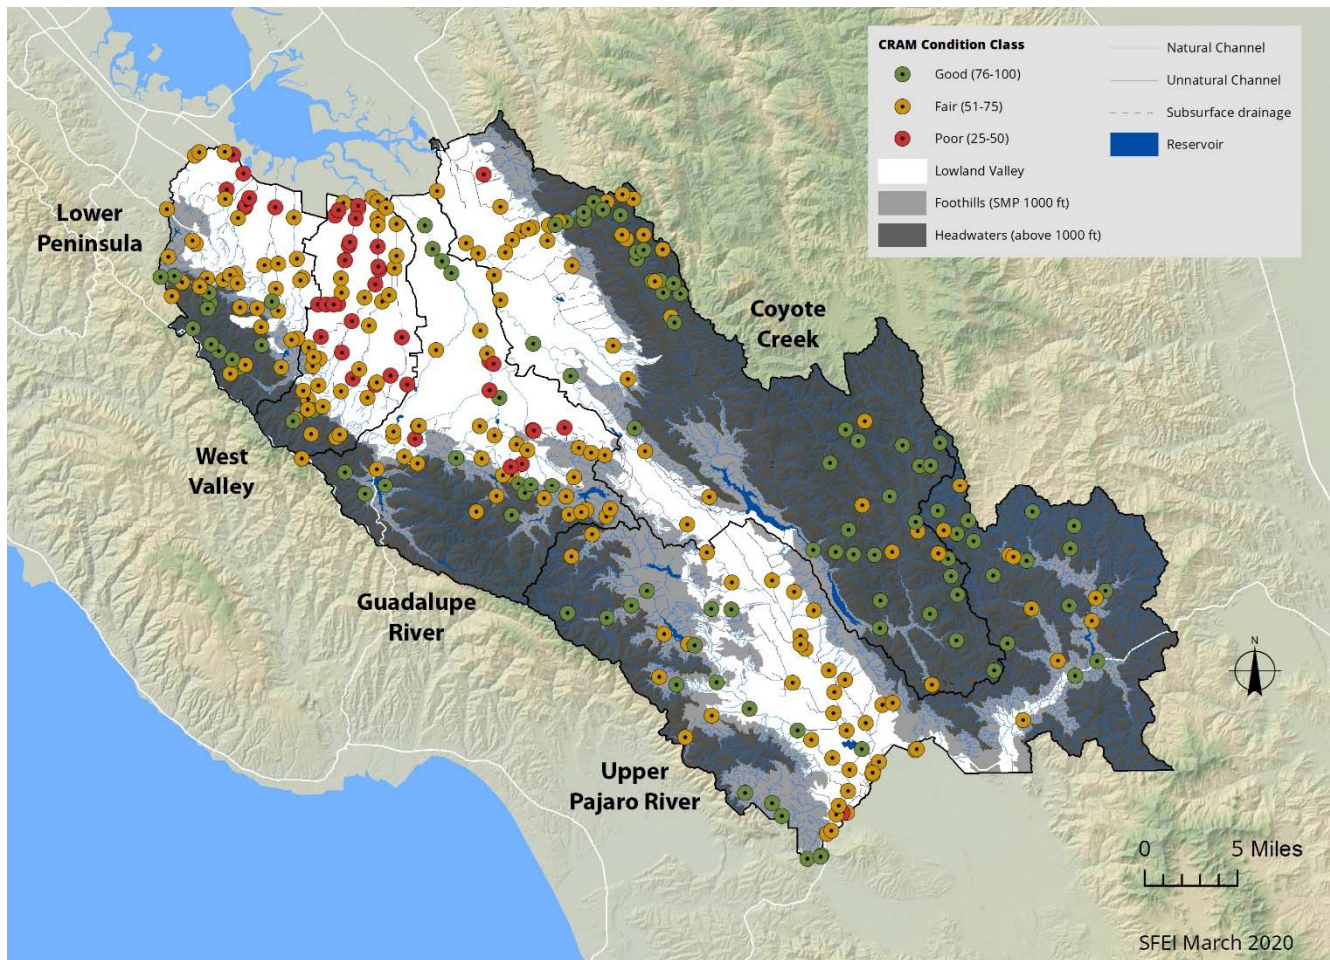 CRAM Condition Class
Good (76-100)
Fair (51-75)
Poor (25-50)
Lowland Valley
Foothills (SMP 1000 ft)
Headwaters (above 1000 ft)
Natural Channel
Unnatural Channel
Subsurface drainage
Reservoir
Lower
Peninsula
Coyote
Creek
West
Valley
Guadalupe
River
Upper
Pajaro River
N
0 5 Miles
SFEI March 2020